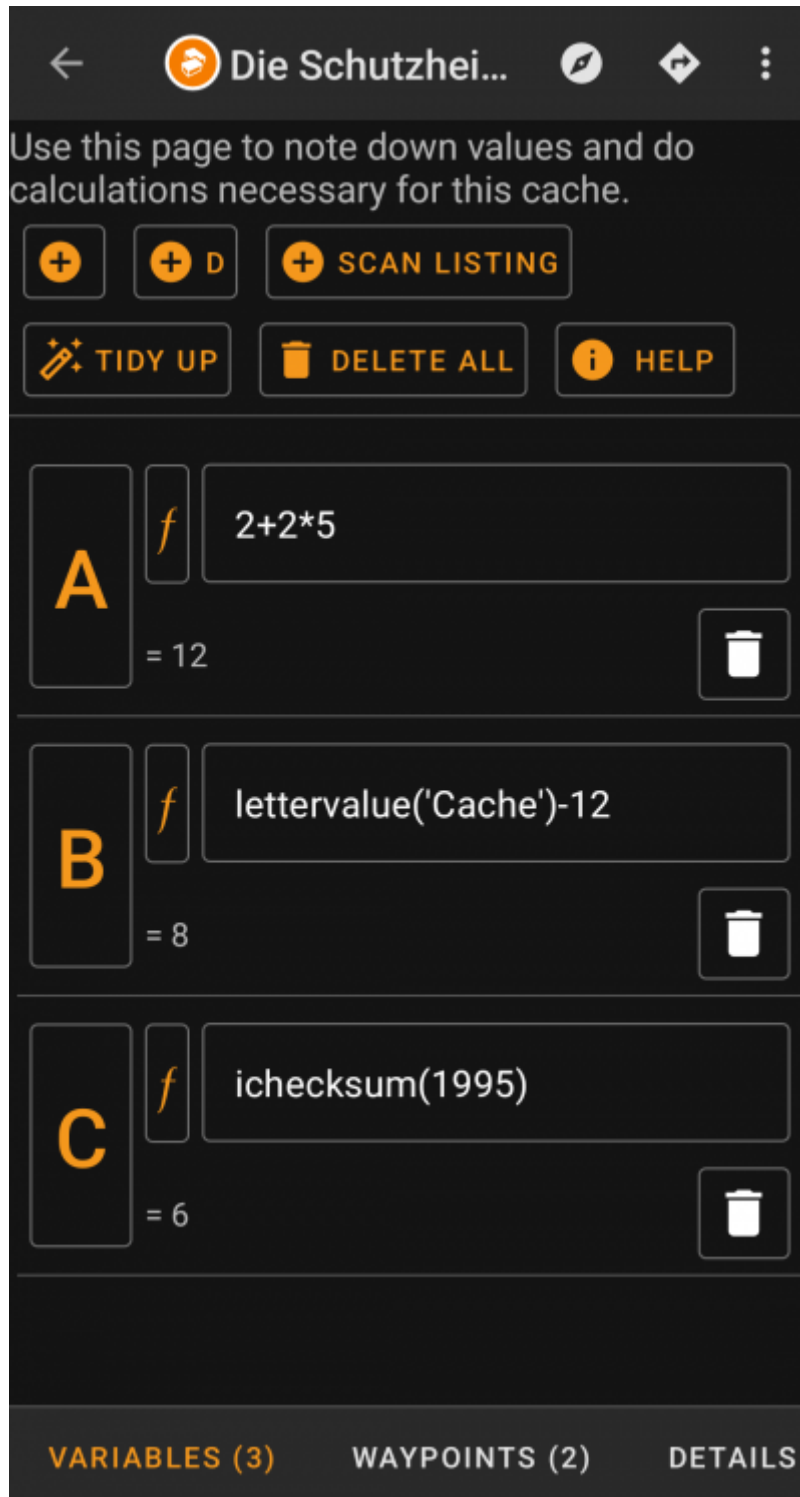 Die Schutzhei...
Use this page to note down values and do
calculations necessary for this cache.
D
SCAN LISTING
TIDY UP
DELETE ALL
HELP
A
f
2+2*5
= 12
B
f
lettervalue('Cache')-12
= 8
C
f
ichecksum(1995)
= 6
VARIABLES (3)
WAYPOINTS (2)
DETAILS